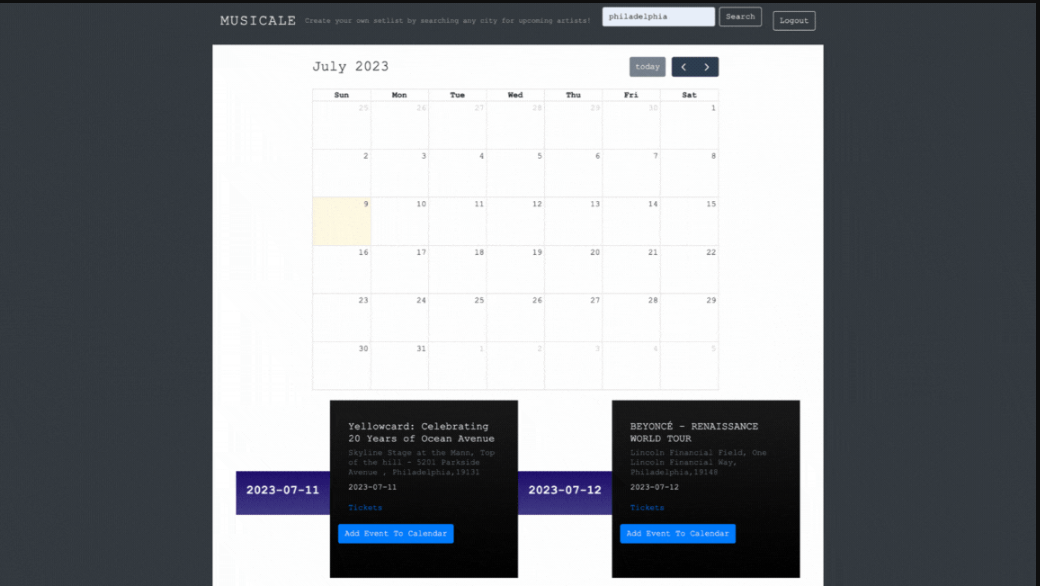 MUSICALE Create your own setlist by searching any city for upcoming artists! philadelphia Search Logout
July 2023 today
Sun Mon Tue Wed Thu Fri Sat
25 26 27 28 29 30 1
2 3 4 5 6 7 8
9 10 11 12 13 14 15
16 17 18 19 20 21 22
23 24 25 26 27 28 29
30 31 1 2 3 4 5
2023-07-11
Yellowcard: Celebrating
20 Years of Ocean Avenue
Skyline Stage at the Mann, Top
of the hill - 5201 Parkside
Avenue , Philadelphia,19131
2023-07-11
Tickets
Add Event To Calendar
2023-07-12
BEYONCÉ - RENAISSANCE
WORLD TOUR
Lincoln Financial Field, One
Lincoln Financial Way,
Philadelphia,19148
2023-07-12
Tickets
Add Event To Calendar